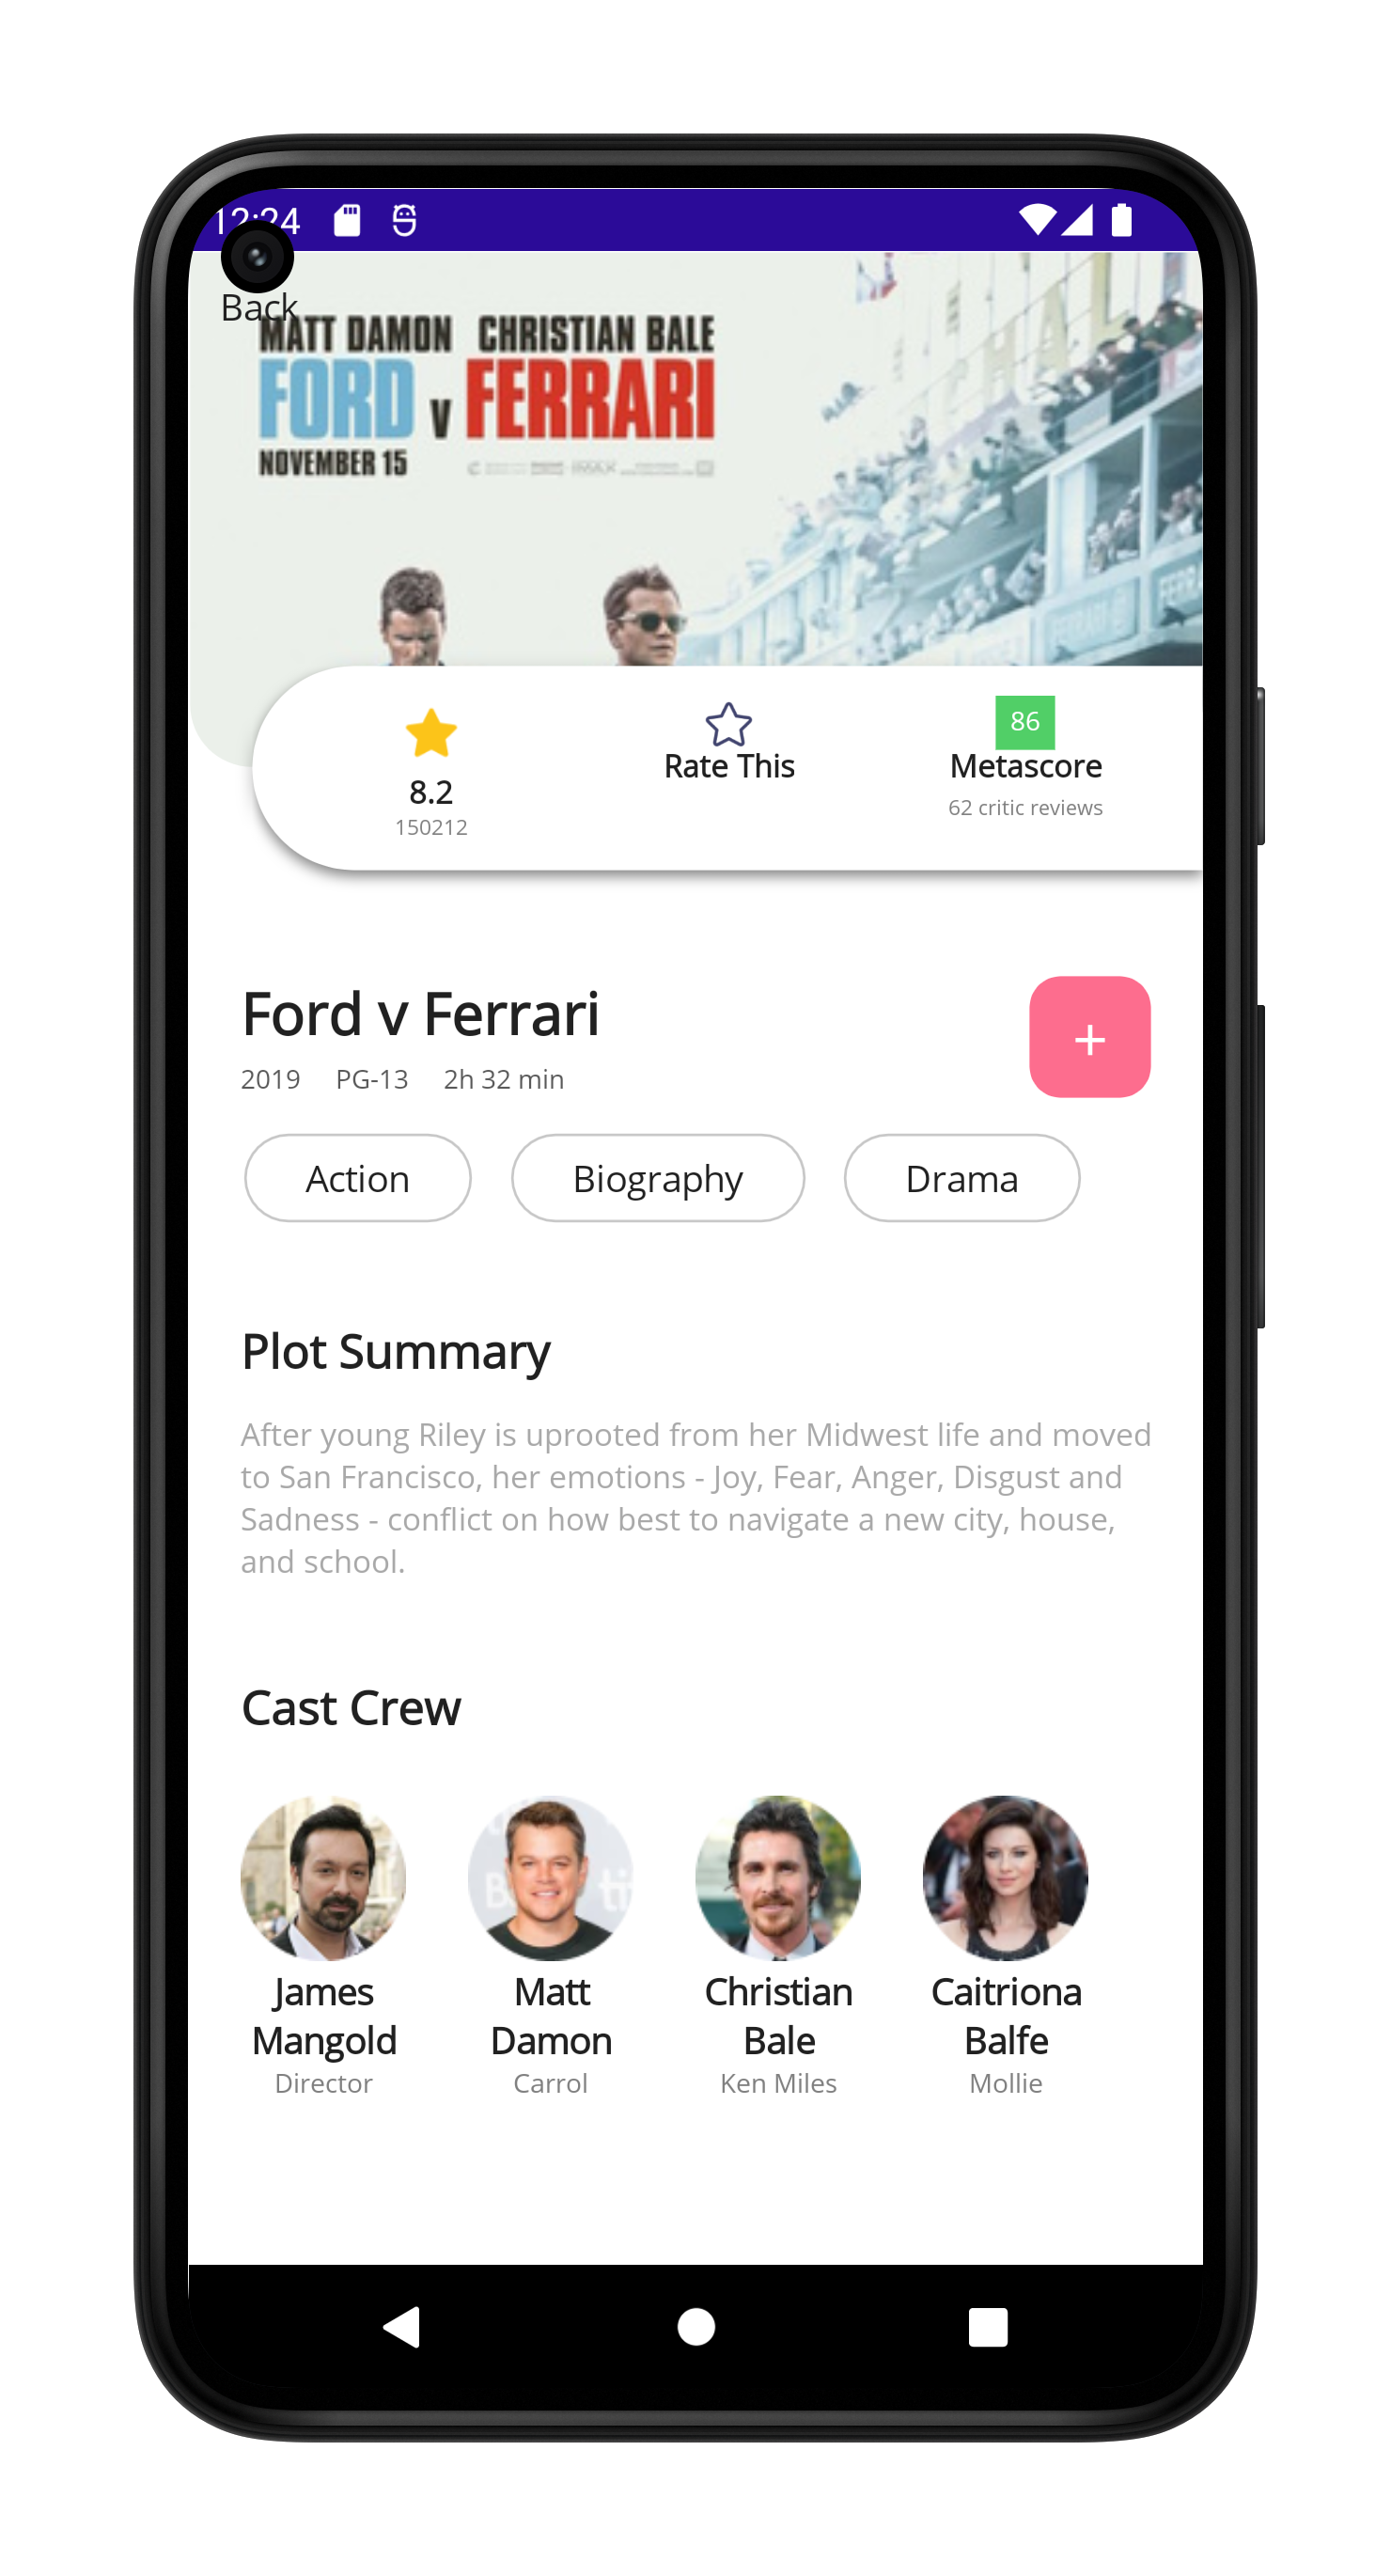 12:24
Back
MATT DAMON CHRISTIAN BALE
FORD v FERRARI
NOVEMBER 15
IMAX
FERRARI
8.2
150212
Rate This
86
Metascore
62 critic reviews
Ford v Ferrari
+
2019 PG-13 2h 32 min
Action Biography Drama
Plot Summary
After young Riley is uprooted from her Midwest life and moved
to San Francisco, her emotions - Joy, Fear, Anger, Disgust and
Sadness - conflict on how best to navigate a new city, house,
and school.
Cast Crew
James
Mangold
Director
Matt
Damon
Carrol
Christian
Bale
Ken Miles
Caitriona
Balfe
Mollie